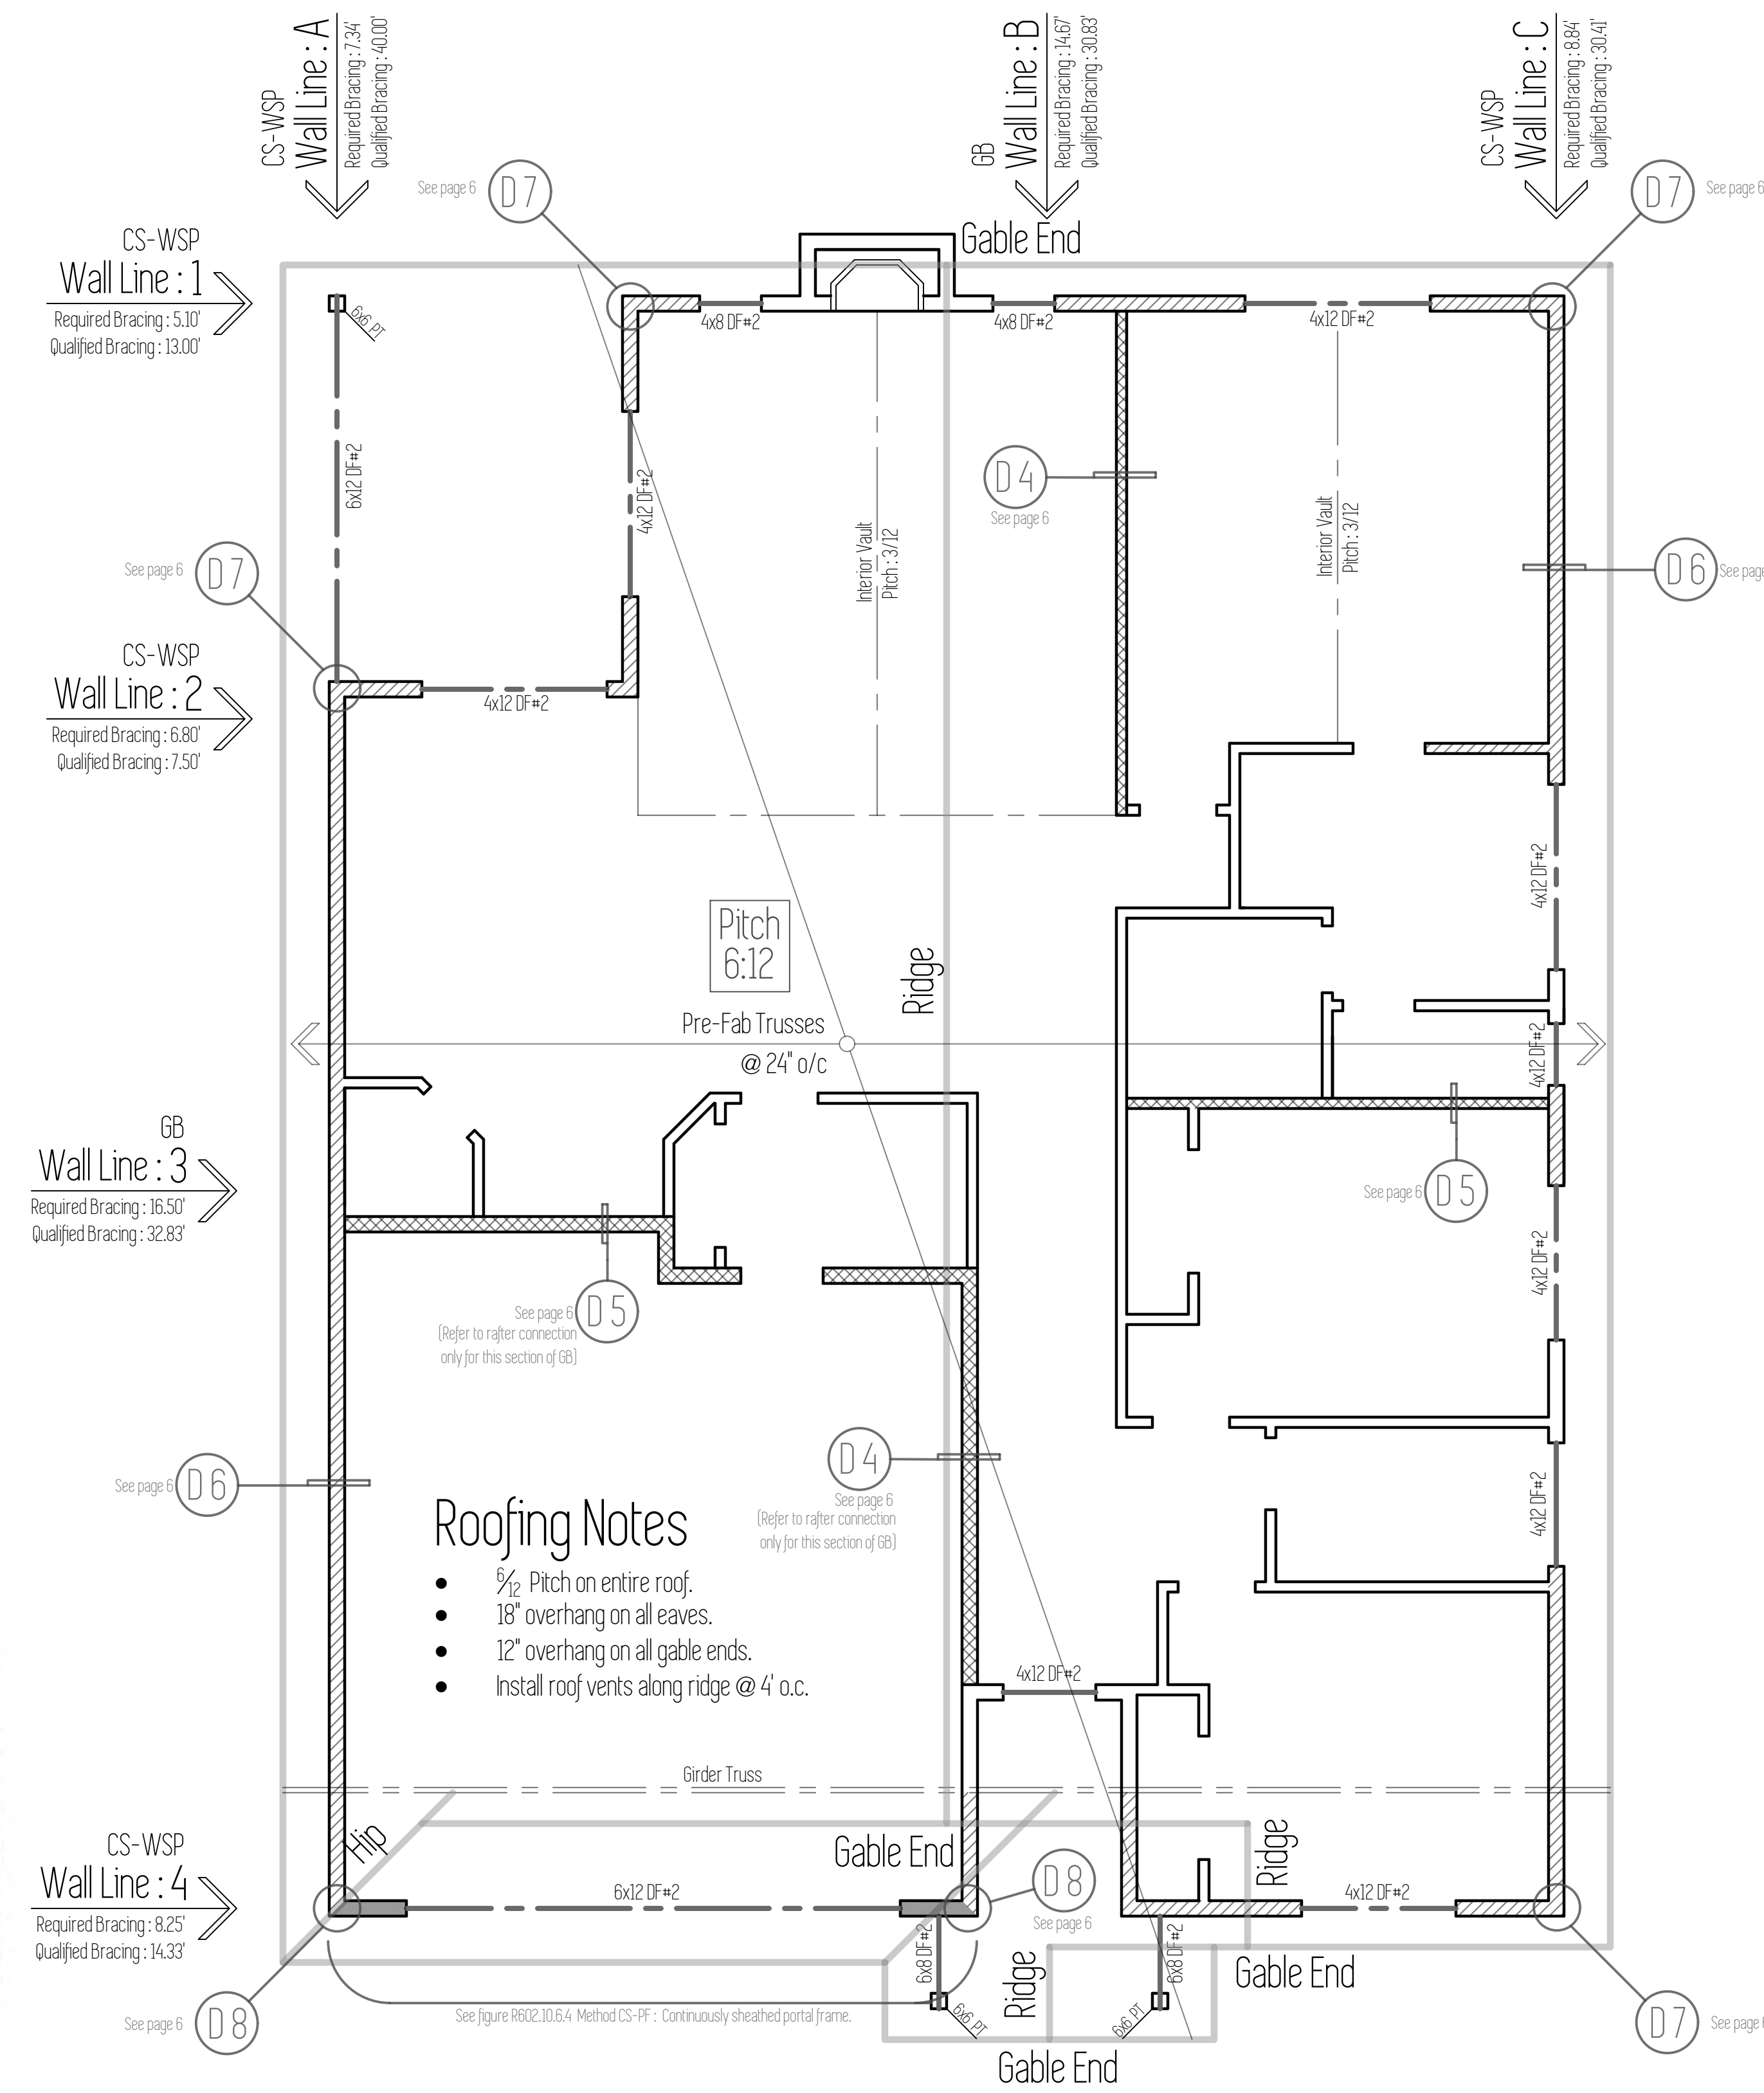 CS-WSP
Wall Line : A
Required Bracing : 7.34'
Qualified Bracing : 40.00'
GB
Wall Line : B
Required Bracing : 14.67'
Qualified Bracing : 30.83'
CS-WSP
Wall Line : C
Required Bracing : 8.84'
Qualified Bracing : 30.41'
See page 6
D7
D7
See page 6
CS-WSP
Wall Line : 1
Required Bracing : 5.10'
Qualified Bracing : 13.00'
Gable End
6x6 PT
4x8 DF#2
4x8 DF#2
4x12 DF#2
6x12 DF#2
4x12 DF#2
D4
See page 6
Interior Vault
Pitch : 3/12
Interior Vault
Pitch : 3/12
See page 6
D7
D6
See page
CS-WSP
Wall Line : 2
Required Bracing : 6.80'
Qualified Bracing : 7.50'
4x12 DF#2
4x12 DF#2
Pitch
6:12
Ridge
Pre-Fab Trusses
@ 24" o/c
4x12 DF#2
GB
Wall Line : 3
Required Bracing : 16.50'
Qualified Bracing : 32.83'
See page 6
D5
See page 6
D5
(Refer to rafter connection
only for this section of GB)
4x12 DF#2
See page 6
D6
D4
See page 6
(Refer to rafter connection
only for this section of GB)
4x12 DF#2
Roofing Notes
• 6/12 Pitch on entire roof.
• 18" overhang on all eaves.
• 12" overhang on all gable ends.
• Install roof vents along ridge @ 4' o.c.
4x12 DF#2
Girder Truss
CS-WSP
Wall Line : 4
Required Bracing : 8.25'
Qualified Bracing : 14.33'
Hip
Gable End
Ridge
6x12 DF#2
D8
See page 6
4x12 DF#2
6x8 DF#2
6x8 DF#2
Ridge
Gable End
See page 6
D8
See figure R602.10.6.4 Method CS-PF : Continuously sheathed portal frame.
6x6 PT
6x6 PT
D7
See page 6
Gable End